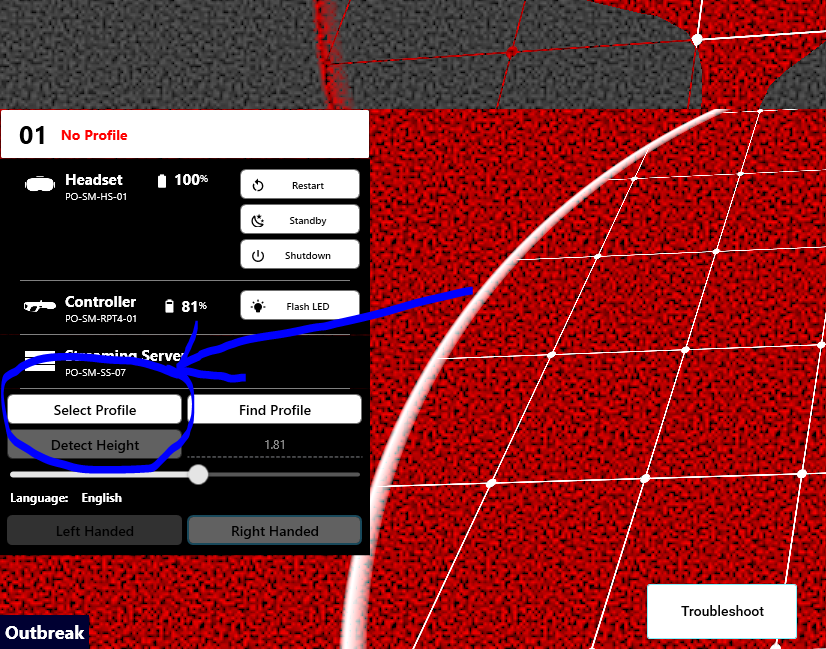 01 No Profile
Headset 100%
PO-SM-HS-01
Restart
Standby
Shutdown
Controller 81%
PO-SM-RPT4-01
Flash LED
Streaming Server
PO-SM-SS-07
Select Profile Find Profile
Detect Height 1.81
Language: English
Left Handed Right Handed
Troubleshoot
Outbreak